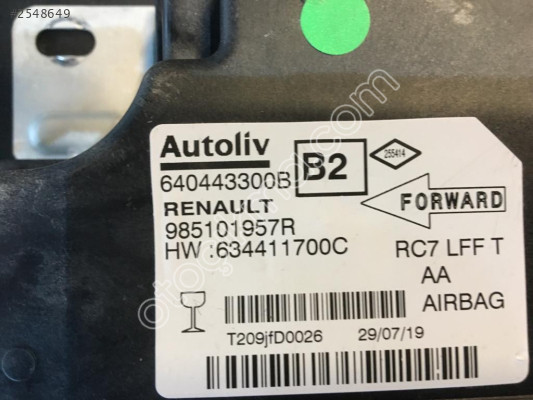 2548649
Autoliv
640443300B
B2
255414
RENAULT
985101957R
FORWARD
HW :634411700C
RC7 LFF T
AA
AIRBAG
T209jfD0026
29/07/19